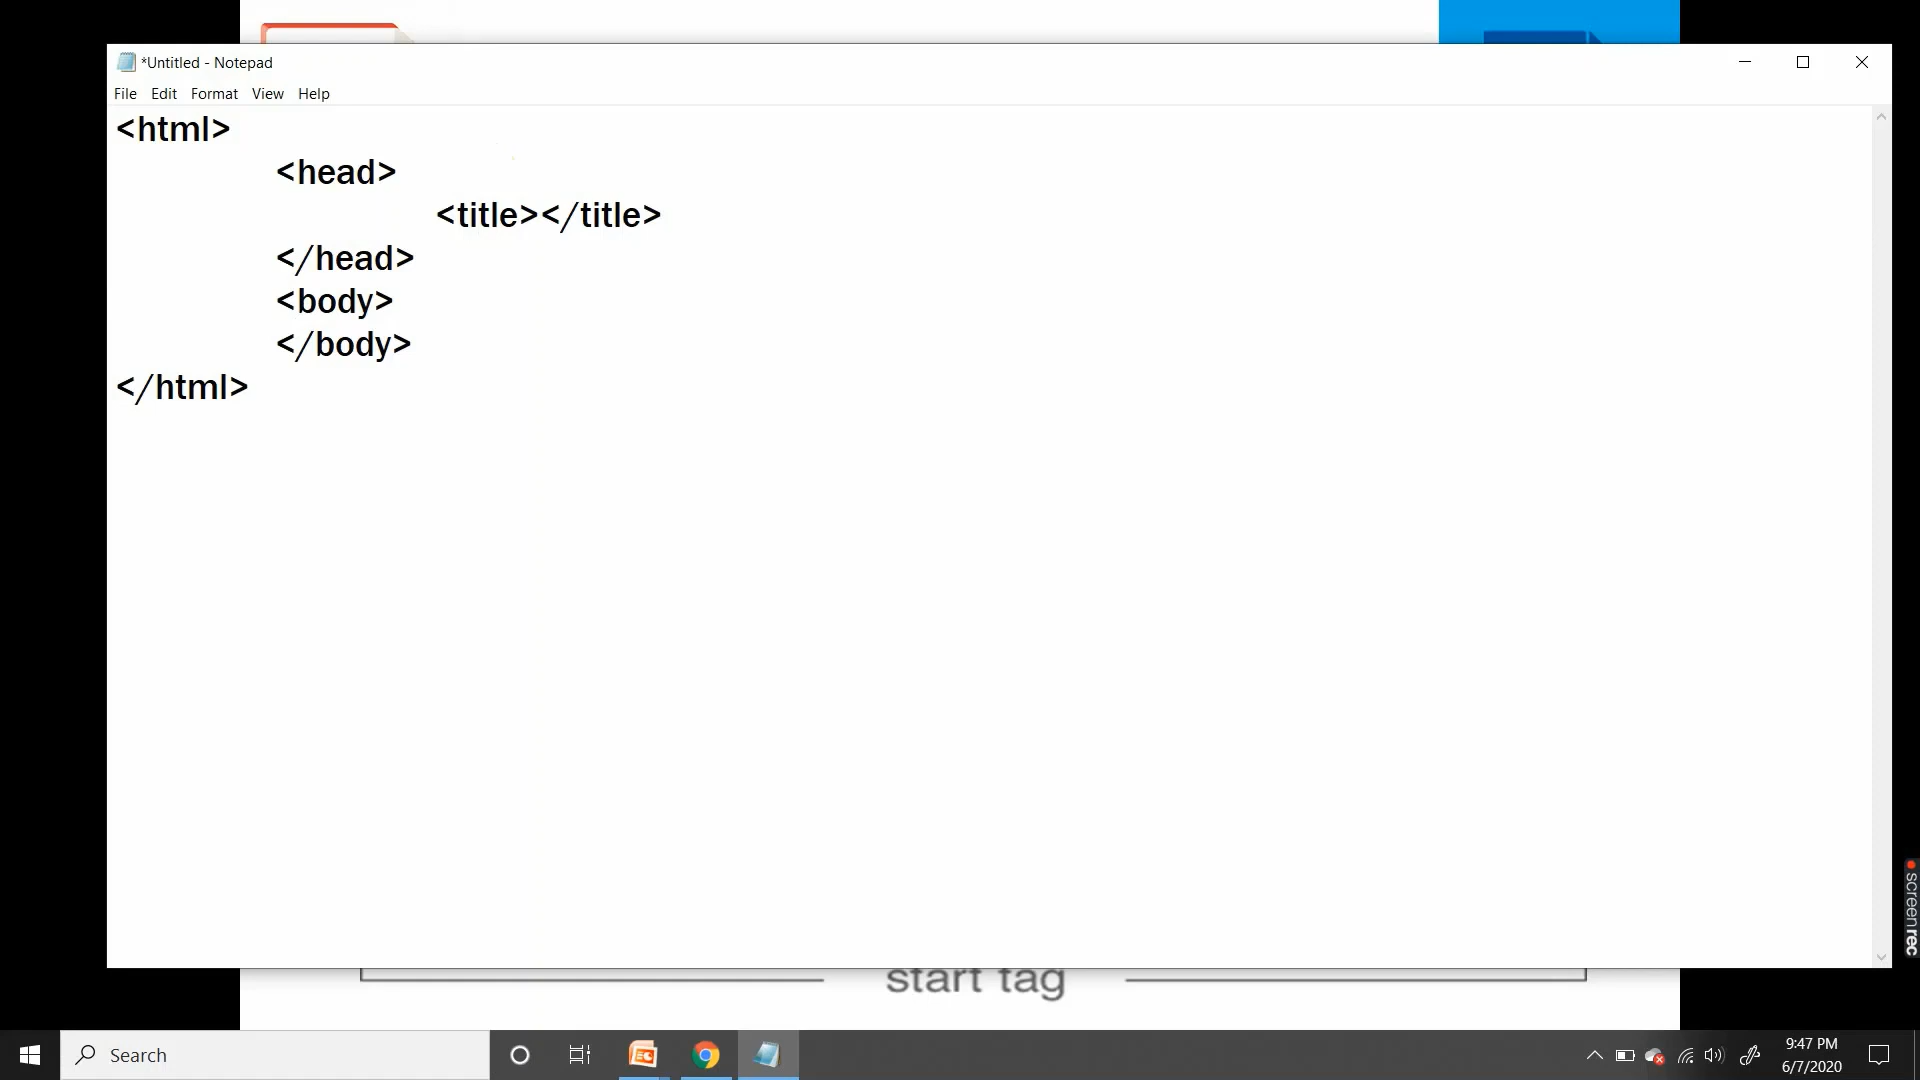 *Untitled - Notepad
File Edit Format View Help
<html>
<head>
<title></title>
</head>
<body>
</body>
</html>
start tag
screenrec
Search
9:47 PM
6/7/2020